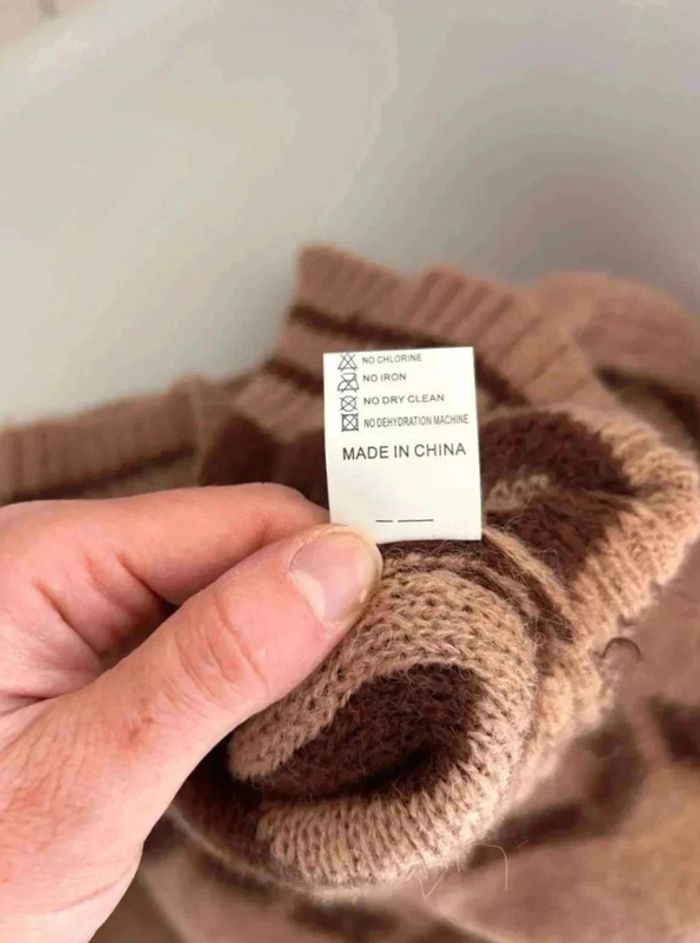 NO CHLORINE
NO IRON
NO DRY CLEAN
NO DEHYDRATION MACHINE
MADE IN CHINA